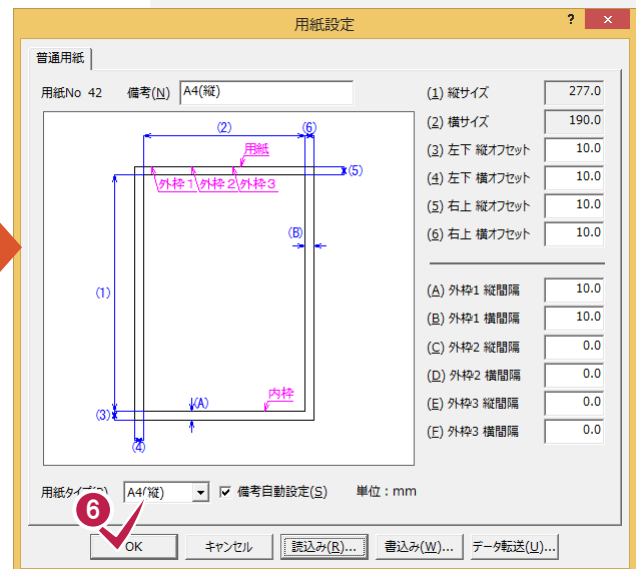 用紙設定
? ×
普通用紙
用紙No 42 備考(N) A4(縦)
(1) 縦サイズ 277.0
(2) 横サイズ 190.0
(3) 左下 縦オフセット 10.0
(4) 左下 横オフセット 10.0
(5) 右上 縦オフセット 10.0
(6) 右上 横オフセット 10.0
(A) 外枠1 縦間隔 10.0
(B) 外枠1 横間隔 10.0
(C) 外枠2 縦間隔 0.0
(D) 外枠2 横間隔 0.0
(E) 外枠3 縦間隔 0.0
(F) 外枠3 横間隔 0.0
(2) (6)
用紙
(5)
外枠1 外枠2 外枠3
(B)
(1)
内枠
(A)
(3)
(4)
用紙タイプ(P) A4(縦) 備考自動設定(S) 単位:mm
6
OK キャンセル 読込み(R)... 書込み(W)... データ転送(U)...